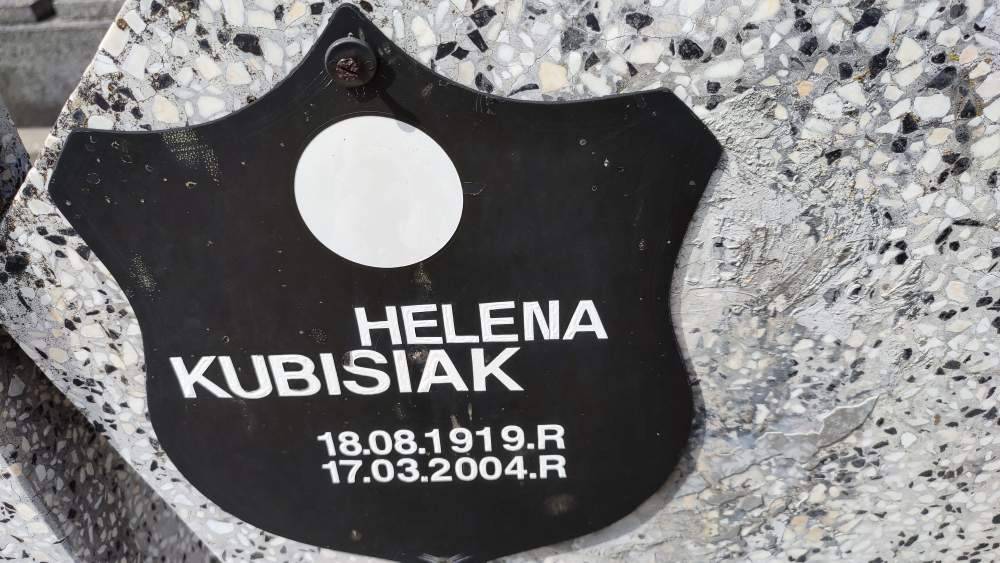 HELENA
KUBISIAK
18.08.1919.R
17.03.2004.R